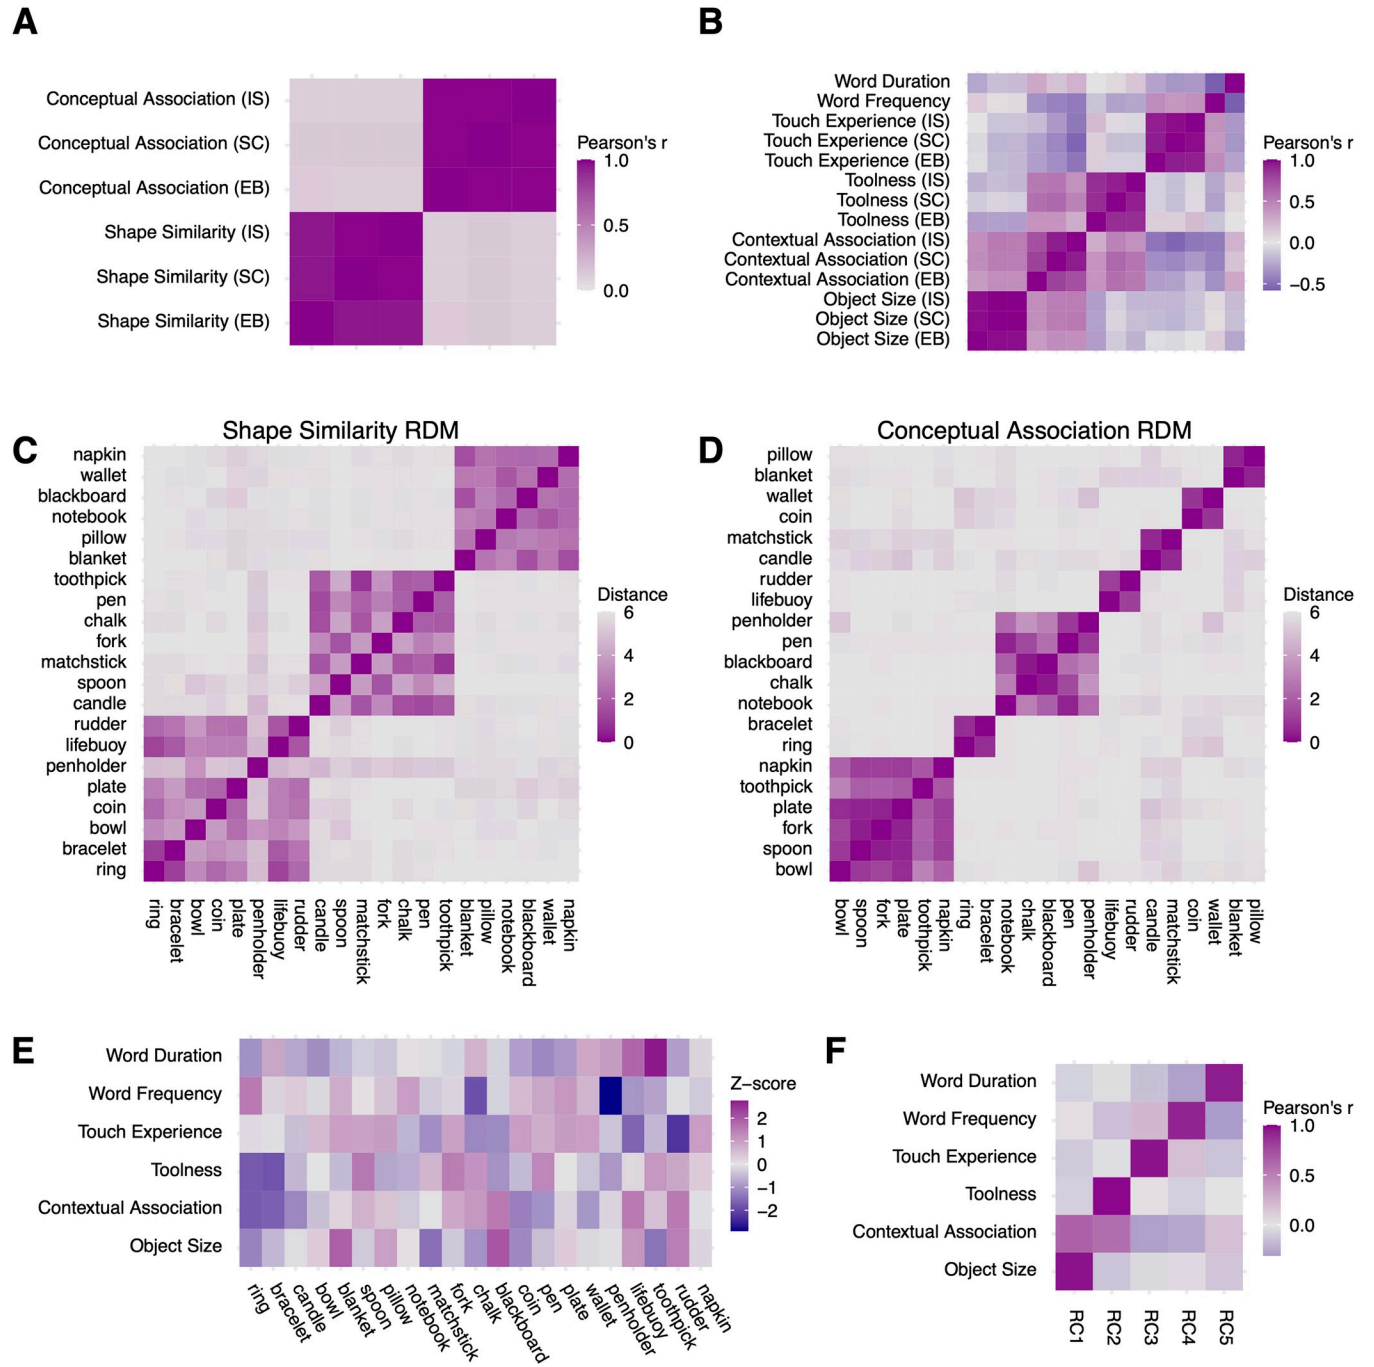 A
Conceptual Association (IS)
Conceptual Association (SC)
Conceptual Association (EB)
Shape Similarity (IS)
Shape Similarity (SC)
Shape Similarity (EB)
Pearson's r
1.0
0.5
0.0
B
Word Duration
Word Frequency
Touch Experience (IS)
Touch Experience (SC)
Touch Experience (EB)
Toolness (IS)
Toolness (SC)
Toolness (EB)
Contextual Association (IS)
Contextual Association (SC)
Contextual Association (EB)
Object Size (IS)
Object Size (SC)
Object Size (EB)
Pearson's r
1.0
0.5
0.0
−0.5
C
Shape Similarity RDM
napkin
wallet
blackboard
notebook
pillow
blanket
toothpick
pen
chalk
fork
matchstick
spoon
candle
rudder
lifebuoy
penholder
plate
coin
bowl
bracelet
ring
ring
bracelet
bowl
coin
plate
penholder
lifebuoy
rudder
candle
spoon
matchstick
fork
chalk
pen
toothpick
blanket
pillow
notebook
blackboard
wallet
napkin
Distance
6
4
2
0
D
Conceptual Association RDM
pillow
blanket
wallet
coin
matchstick
candle
rudder
lifebuoy
penholder
pen
blackboard
chalk
notebook
bracelet
ring
napkin
toothpick
plate
fork
spoon
bowl
bowl
spoon
fork
plate
toothpick
napkin
ring
bracelet
notebook
chalk
blackboard
pen
penholder
lifebuoy
rudder
candle
matchstick
coin
wallet
blanket
pillow
Distance
6
4
2
0
E
Word Duration
Word Frequency
Touch Experience
Toolness
Contextual Association
Object Size
ring
bracelet
candle
bowl
blanket
spoon
pillow
notebook
matchstick
fork
chalk
blackboard
coin
pen
plate
wallet
penholder
lifebuoy
toothpick
rudder
napkin
Z−score
2
1
0
−1
−2
F
Word Duration
Word Frequency
Touch Experience
Toolness
Contextual Association
Object Size
RC1
RC2
RC3
RC4
RC5
Pearson's r
1.0
0.5
0.0